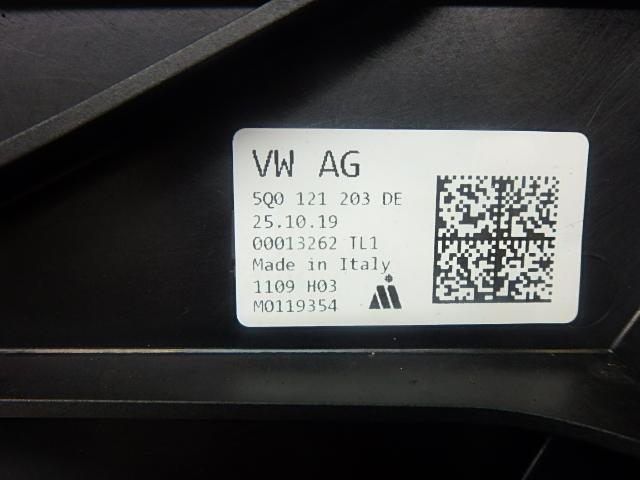 VW AG
5Q0 121 203 DE
25.10.19
00013262 TL1
Made in Italy
1109 H03
M0119354